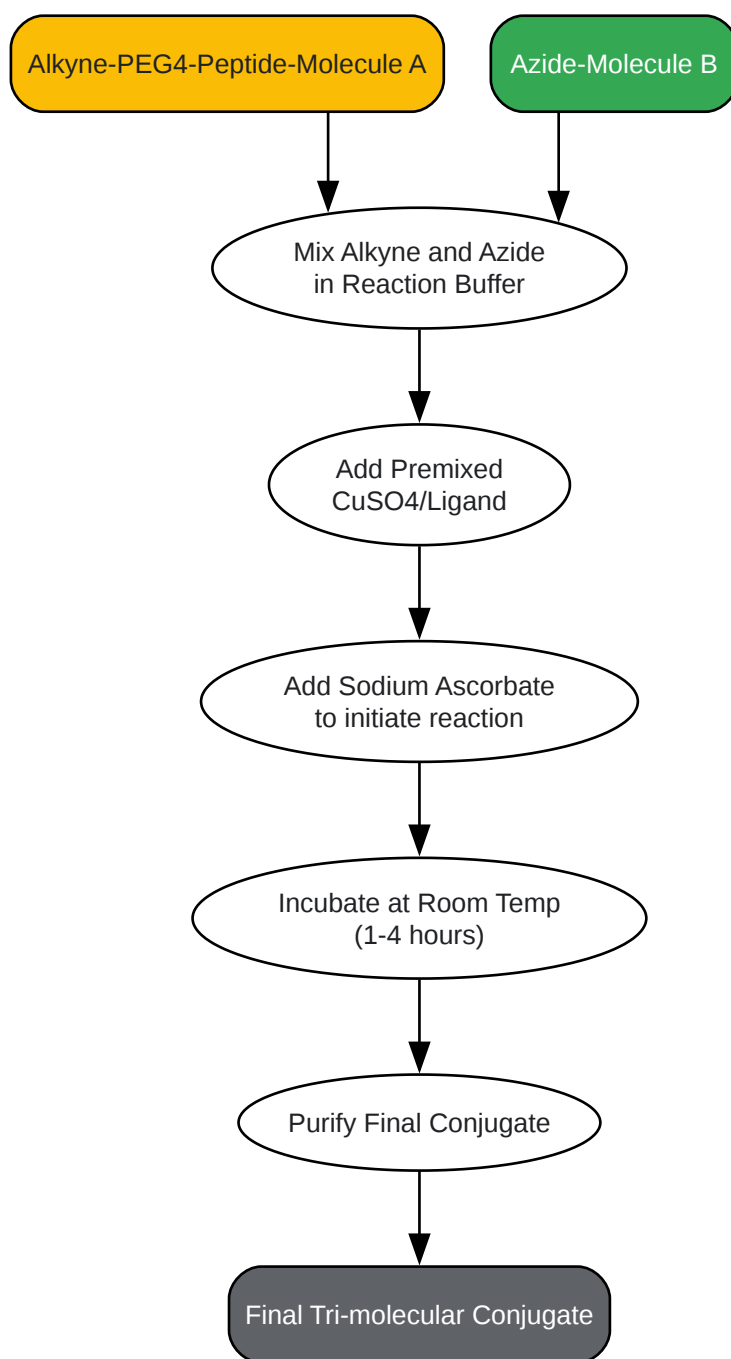 Alkyne-PEG4-Peptide-Molecule A
Azide-Molecule B
Mix Alkyne and Azide
in Reaction Buffer
Add Premixed
CuSO4/Ligand
Add Sodium Ascorbate
to initiate reaction
Incubate at Room Temp
(1-4 hours)
Purify Final Conjugate
Final Tri-molecular Conjugate